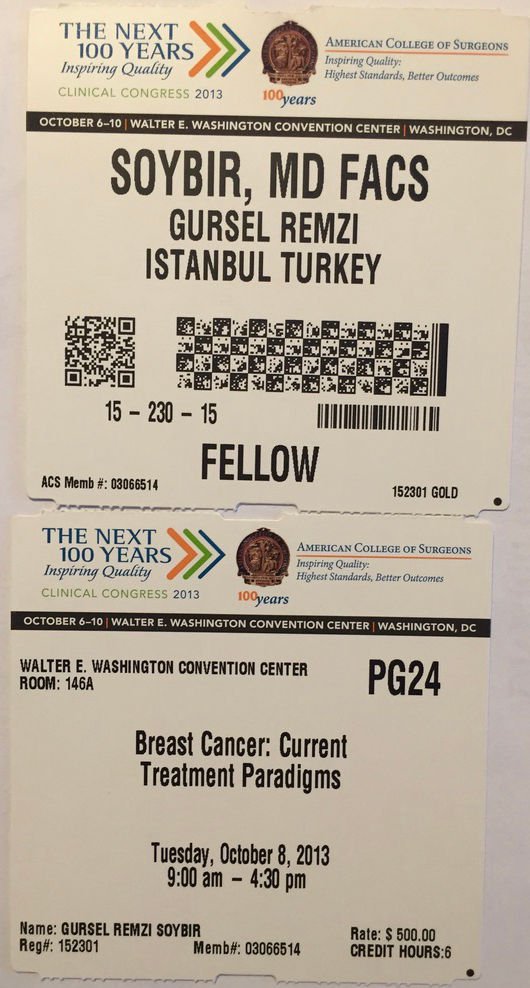 THE NEXT
100 YEARS
Inspiring Quality
CLINICAL CONGRESS 2013
AMERICAN COLLEGE OF SURGEONS
Inspiring Quality:
Highest Standards, Better Outcomes
100years
OCTOBER 6–10 | WALTER E. WASHINGTON CONVENTION CENTER | WASHINGTON, DC
SOYBIR, MD FACS
GURSEL REMZI
ISTANBUL TURKEY
15 – 230 – 15
FELLOW
ACS Memb #: 03066514
152301 GOLD
THE NEXT
100 YEARS
Inspiring Quality
CLINICAL CONGRESS 2013
AMERICAN COLLEGE OF SURGEONS
Inspiring Quality:
Highest Standards, Better Outcomes
100years
OCTOBER 6–10 | WALTER E. WASHINGTON CONVENTION CENTER | WASHINGTON, DC
WALTER E. WASHINGTON CONVENTION CENTER
ROOM: 146A
PG24
Breast Cancer: Current
Treatment Paradigms
Tuesday, October 8, 2013
9:00 am – 4:30 pm
Name: GURSEL REMZI SOYBIR
Reg#: 152301
Memb#: 03066514
Rate: $ 500.00
CREDIT HOURS:6